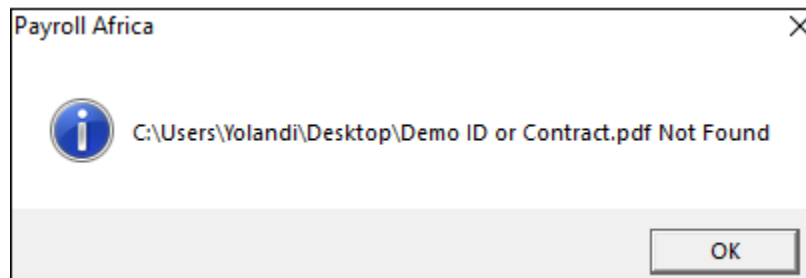 Payroll Africa
C:\Users\Yolandi\Desktop\Demo ID or Contract.pdf Not Found
OK